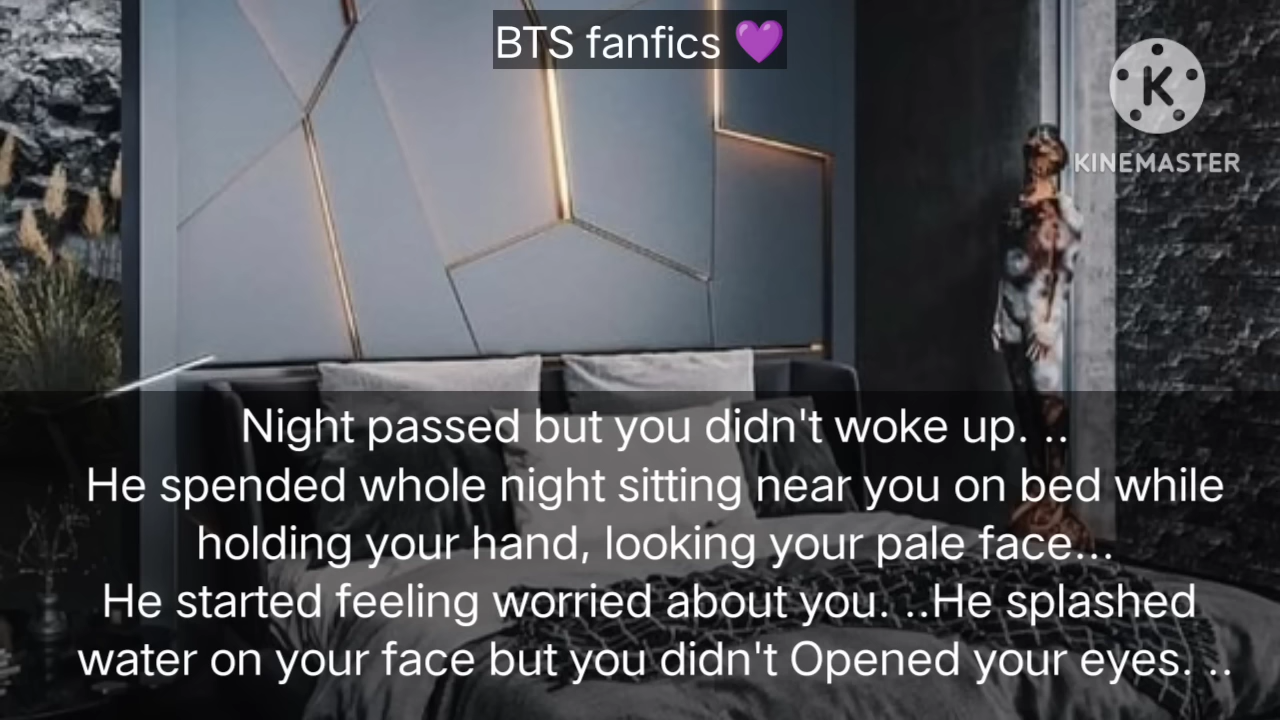 BTS fanfics 💜
K
KINEMASTER
Night passed but you didn't woke up. ..
He spended whole night sitting near you on bed while
holding your hand, looking your pale face...
He started feeling worried about you. ..He splashed
water on your face but you didn't Opened your eyes. ..